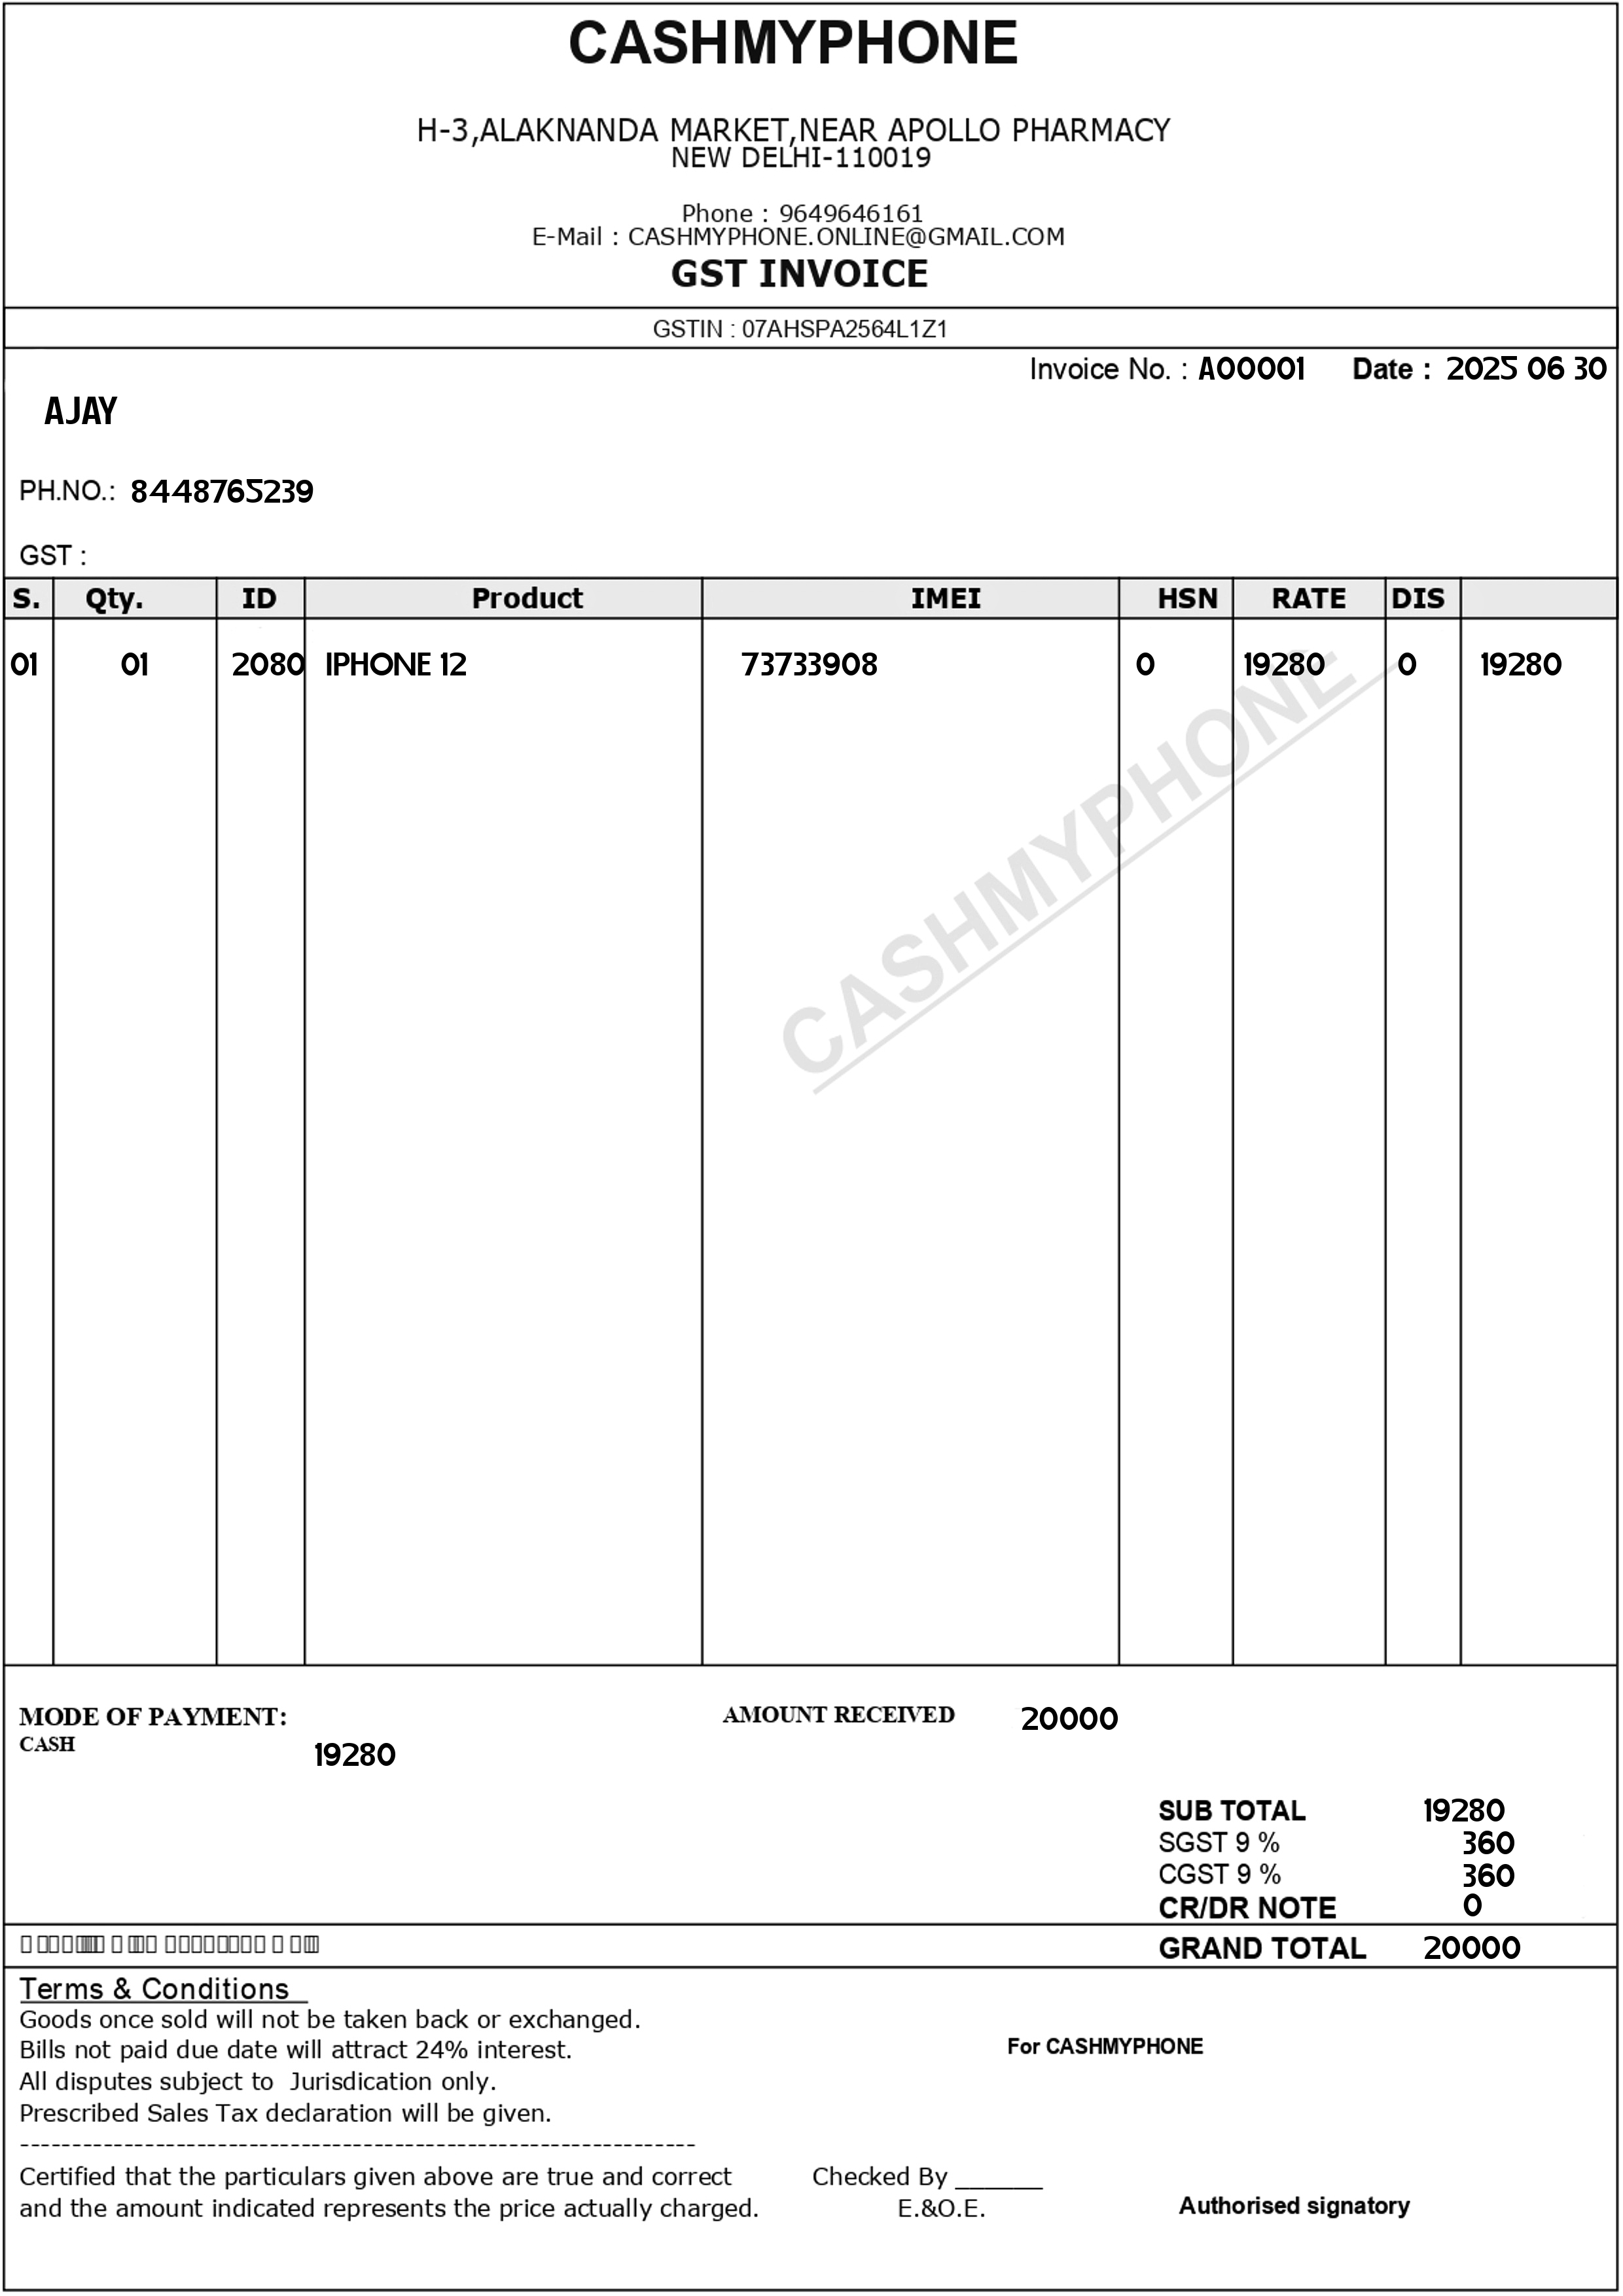 CASHMYPHONE
H-3,ALAKNANDA MARKET,NEAR APOLLO PHARMACY
NEW DELHI-110019
Phone : 9649646161
E-Mail : CASHMYPHONE.ONLINE@GMAIL.COM
GST INVOICE
GSTIN : 07AHSPA2564L1Z1
Invoice No. : A00001 Date : 2025 06 30
AJAY
PH.NO.: 8448765239
GST :
S. Qty. ID Product IMEI HSN RATE DIS
01 01 2080 IPHONE 12 73733908 0 19280 0 19280
CASHMYPHONE
MODE OF PAYMENT: AMOUNT RECEIVED 20000
CASH 19280
SUB TOTAL 19280
SGST 9 % 360
CGST 9 % 360
CR/DR NOTE 0
GRAND TOTAL 20000
Terms & Conditions
Goods once sold will not be taken back or exchanged.
Bills not paid due date will attract 24% interest.
For CASHMYPHONE
All disputes subject to Jurisdication only.
Prescribed Sales Tax declaration will be given.
-----------------------------------------------------------------
Certified that the particulars given above are true and correct Checked By ______
and the amount indicated represents the price actually charged. E.&O.E. Authorised signatory